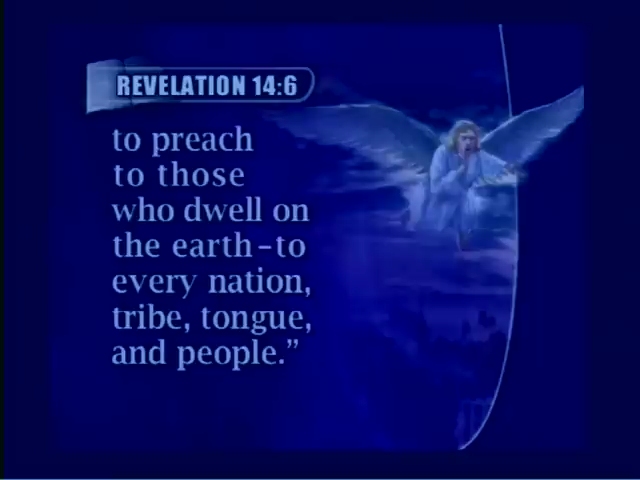 REVELATION 14:6
to preach
to those
who dwell on
the earth–to
every nation,
tribe, tongue,
and people.”